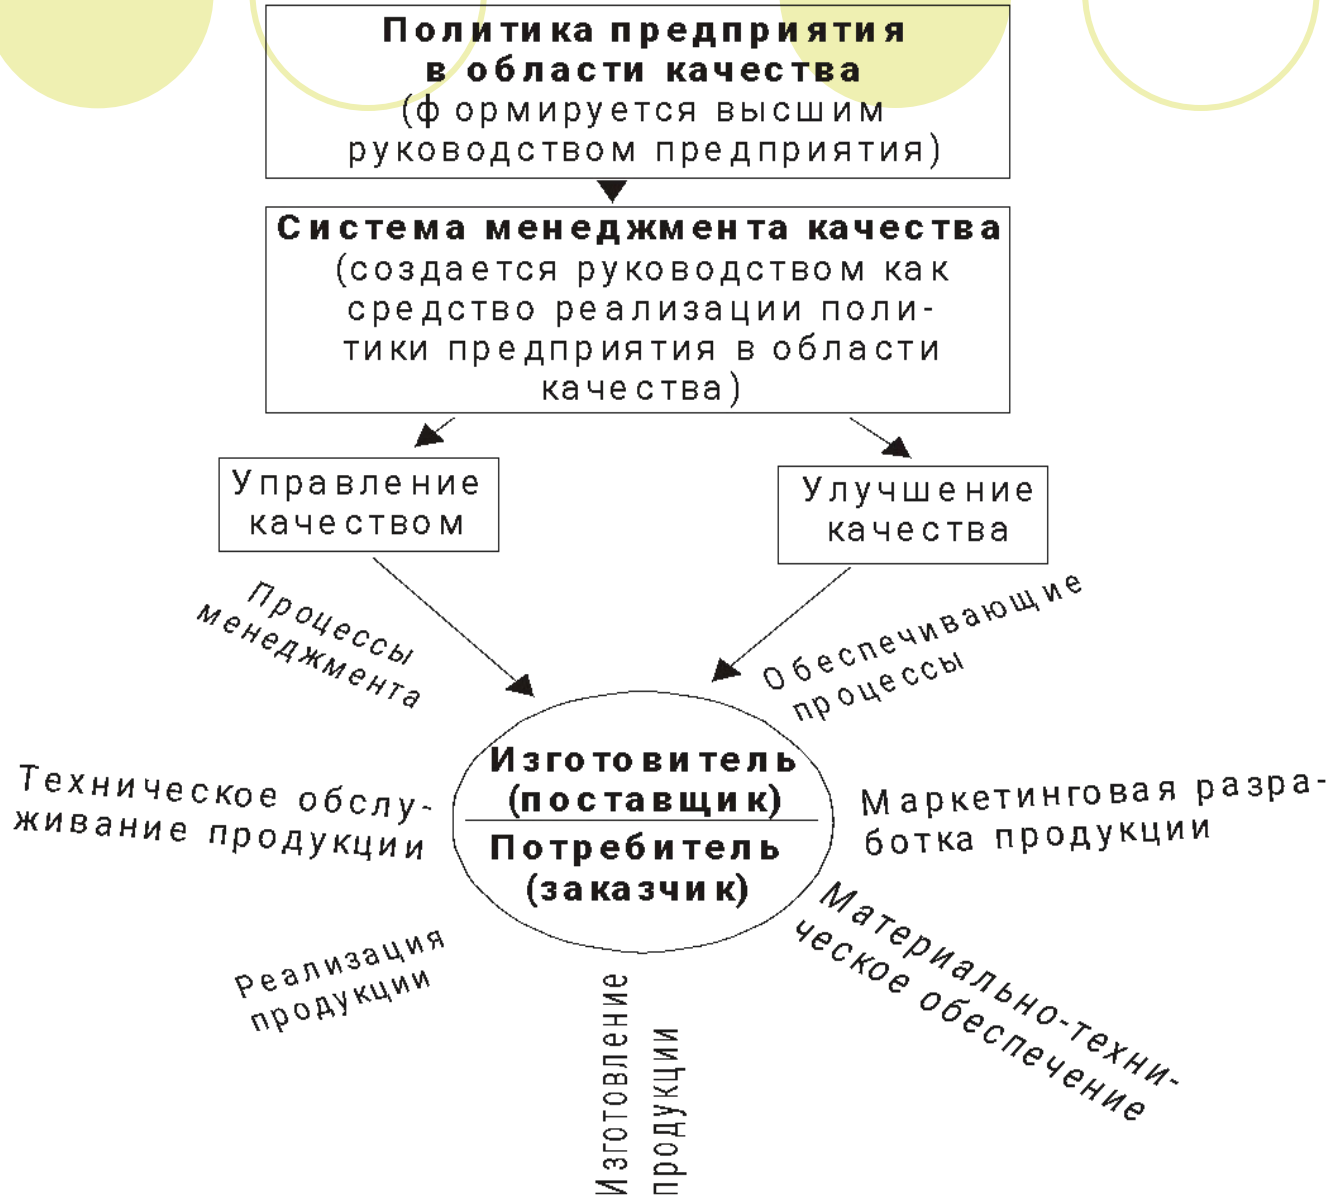 Политика предприятия
в области качества
(формируется высшим
руководством предприятия)
Система менеджмента качества
(создается руководством как
средство реализации поли-
тики предприятия в области
качества)
Управление
качеством
Улучшение
качества
Процессы
менеджмента
Обеспечивающие
процессы
Изготовитель
(поставщик)
Потребитель
(заказчик)
Техническое обслу-
живание продукции
Маркетинговая разра-
ботка продукции
Реализация
продукции
Изготовление
продукции
Материально-техни-
ческое обеспечение